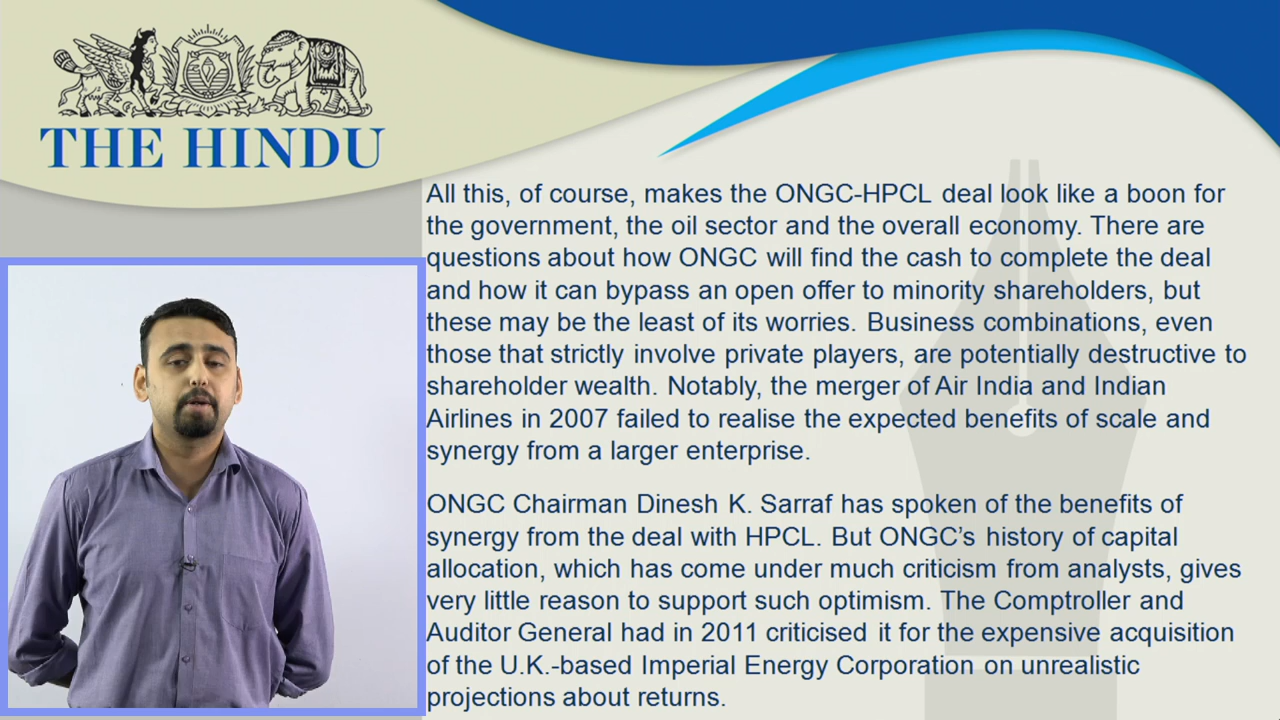 THE HINDU
All this, of course, makes the ONGC-HPCL deal look like a boon for
the government, the oil sector and the overall economy. There are
questions about how ONGC will find the cash to complete the deal
and how it can bypass an open offer to minority shareholders, but
these may be the least of its worries. Business combinations, even
those that strictly involve private players, are potentially destructive to
shareholder wealth. Notably, the merger of Air India and Indian
Airlines in 2007 failed to realise the expected benefits of scale and
synergy from a larger enterprise.
ONGC Chairman Dinesh K. Sarraf has spoken of the benefits of
synergy from the deal with HPCL. But ONGC’s history of capital
allocation, which has come under much criticism from analysts, gives
very little reason to support such optimism. The Comptroller and
Auditor General had in 2011 criticised it for the expensive acquisition
of the U.K.-based Imperial Energy Corporation on unrealistic
projections about returns.